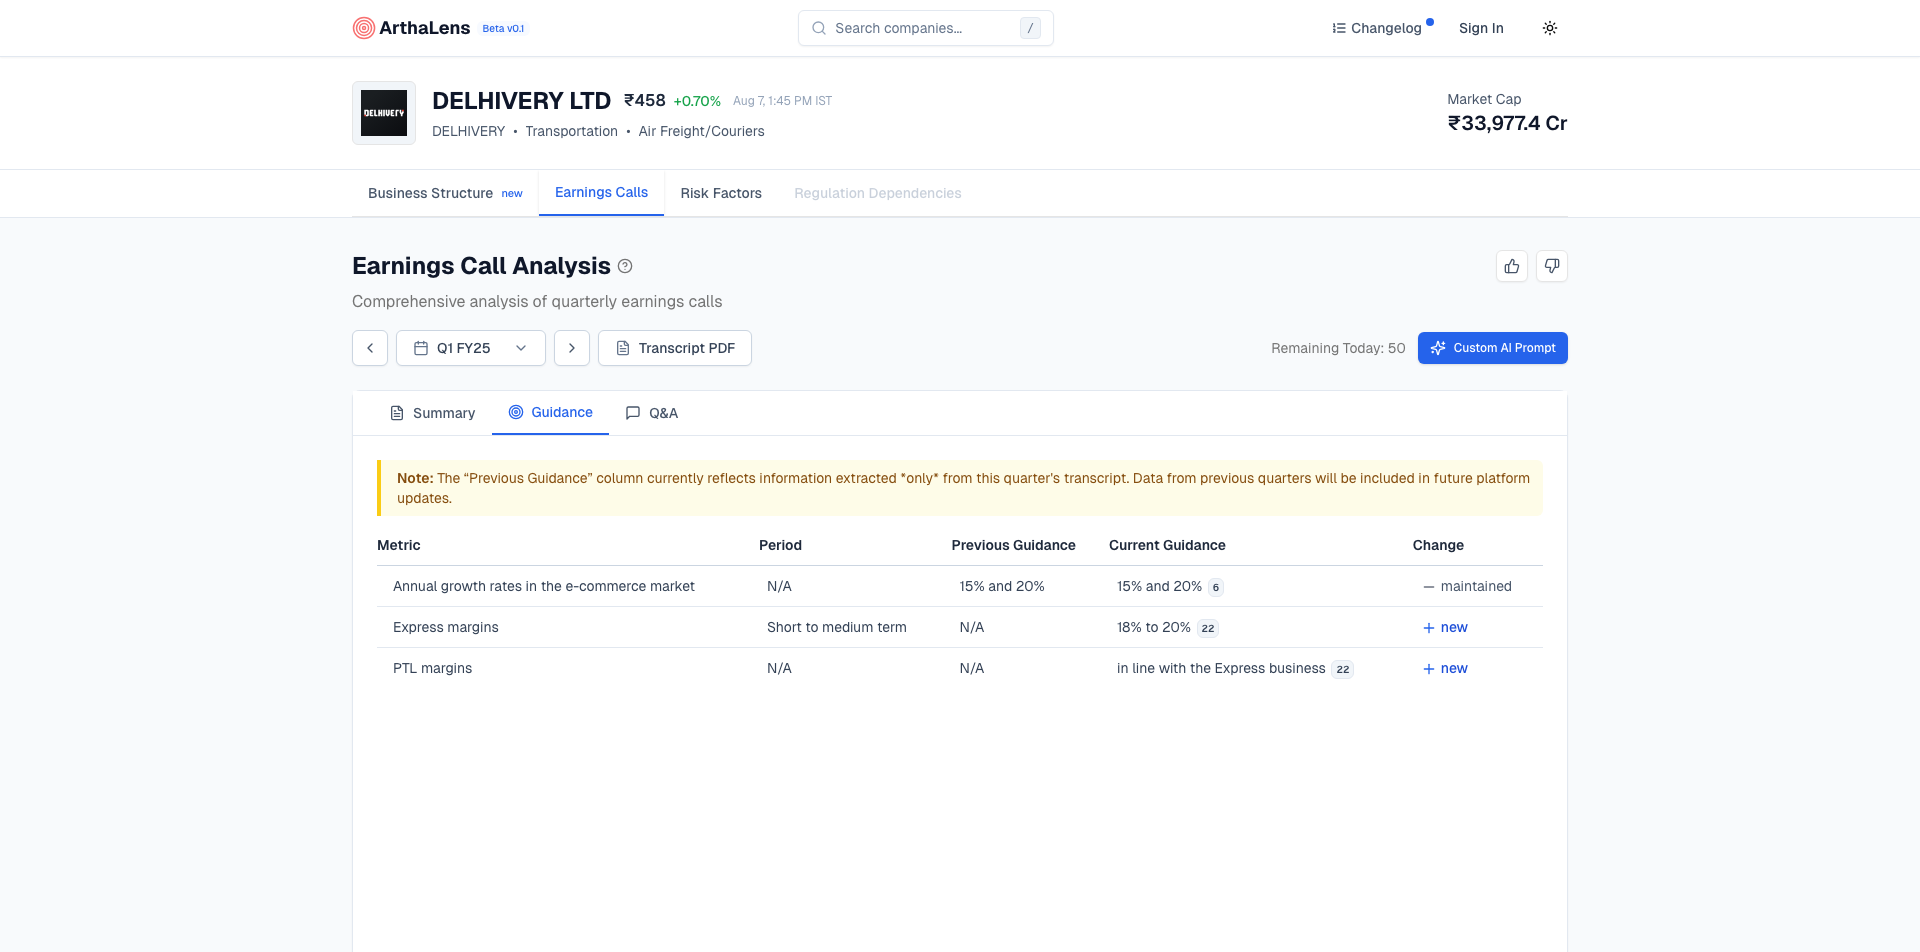 ArthaLens Beta v0.1
Search companies... /
Changelog
Sign In
DELHIVERY
DELHIVERY LTD ₹458 +0.70% Aug 7, 1:45 PM IST
DELHIVERY • Transportation • Air Freight/Couriers
Market Cap
₹33,977.4 Cr
Business Structure new
Earnings Calls
Risk Factors
Regulation Dependencies
Earnings Call Analysis
Comprehensive analysis of quarterly earnings calls
Q1 FY25
Transcript PDF
Remaining Today: 50
Custom AI Prompt
Summary
Guidance
Q&A
Note: The “Previous Guidance” column currently reflects information extracted *only* from this quarter's transcript. Data from previous quarters will be included in future platform
updates.
Metric Period Previous Guidance Current Guidance Change
Annual growth rates in the e-commerce market N/A 15% and 20% 15% and 20% 6 — maintained
Express margins Short to medium term N/A 18% to 20% 22 + new
PTL margins N/A N/A in line with the Express business 22 + new